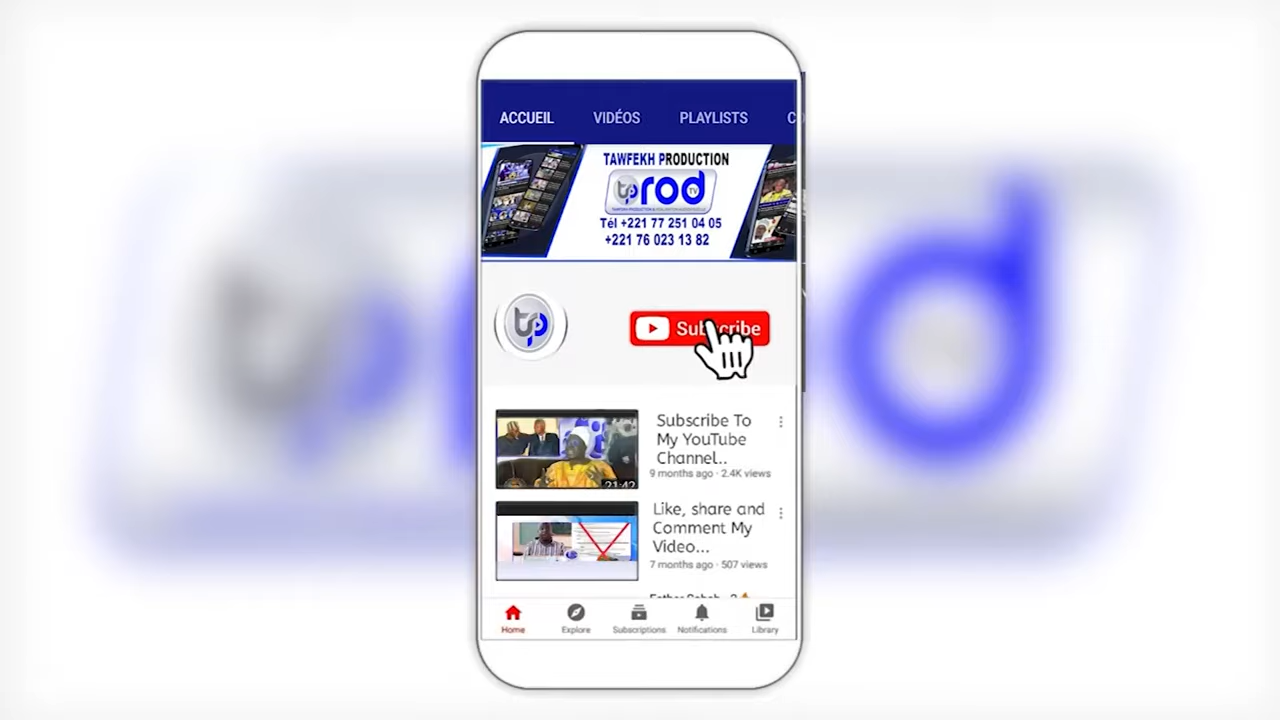 ACCUEIL VIDÉOS PLAYLISTS
TAWFEKH PRODUCTION
tprod TV
Tél +221 77 251 04 05
+221 76 023 13 82
tp
Subscribe
Subscribe To
My YouTube
Channel..
9 months ago · 2.4K views
21:42
Like, share and
Comment My
Video...
7 months ago · 507 views
Home Explore Subscriptions Notifications Library